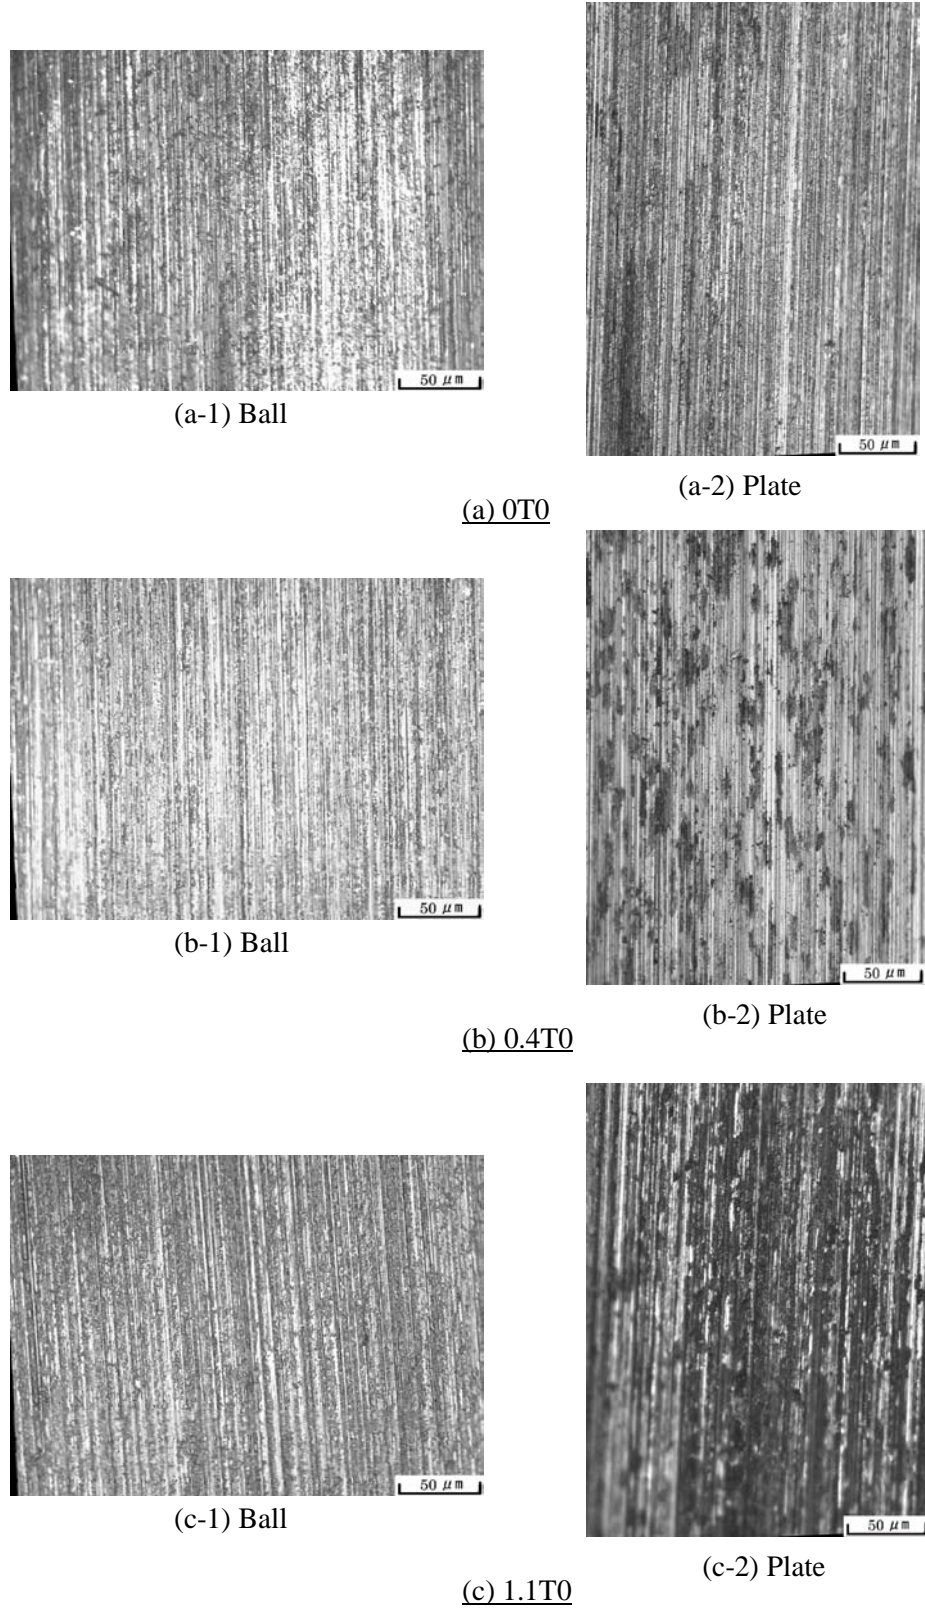 50 μm
(a-1) Ball
50 μm
(a-2) Plate
(a) 0T0
50 μm
(b-1) Ball
50 μm
(b-2) Plate
(b) 0.4T0
50 μm
(c-1) Ball
50 μm
(c-2) Plate
(c) 1.1T0